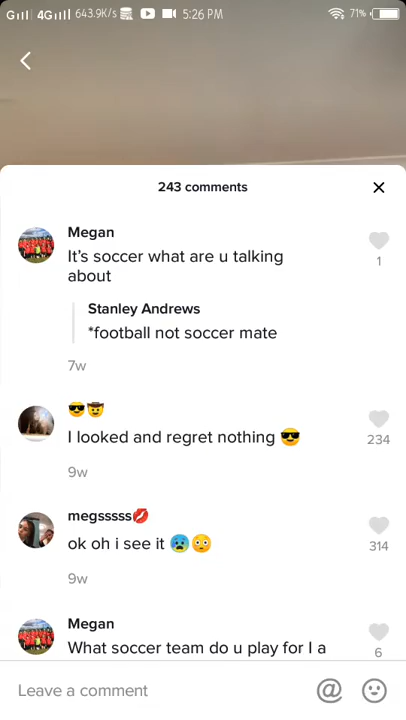 4G 643.9K/s 5:26 PM 71%
243 comments
Megan
It's soccer what are u talking
about
1
Stanley Andrews
*football not soccer mate
7w
😎🤠
I looked and regret nothing 😎
234
9w
megsssss💋
ok oh i see it 😰😳
314
9w
Megan
What soccer team do u play for I a
6
Leave a comment
@